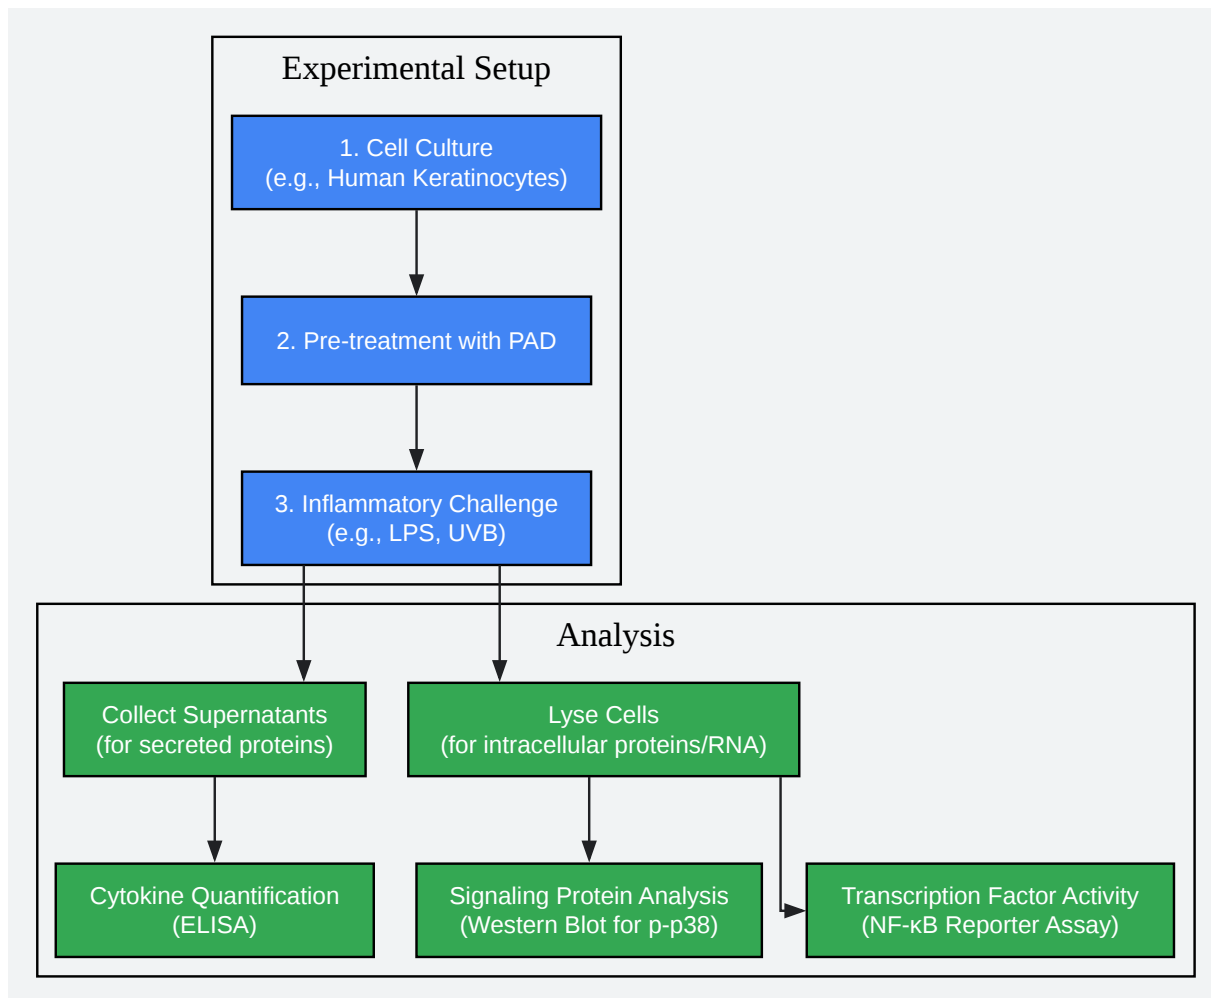 Experimental Setup
1. Cell Culture
(e.g., Human Keratinocytes)
2. Pre-treatment with PAD
3. Inflammatory Challenge
(e.g., LPS, UVB)
Analysis
Collect Supernatants
(for secreted proteins)
Lyse Cells
(for intracellular proteins/RNA)
Cytokine Quantification
(ELISA)
Signaling Protein Analysis
(Western Blot for p-p38)
Transcription Factor Activity
(NF-κB Reporter Assay)